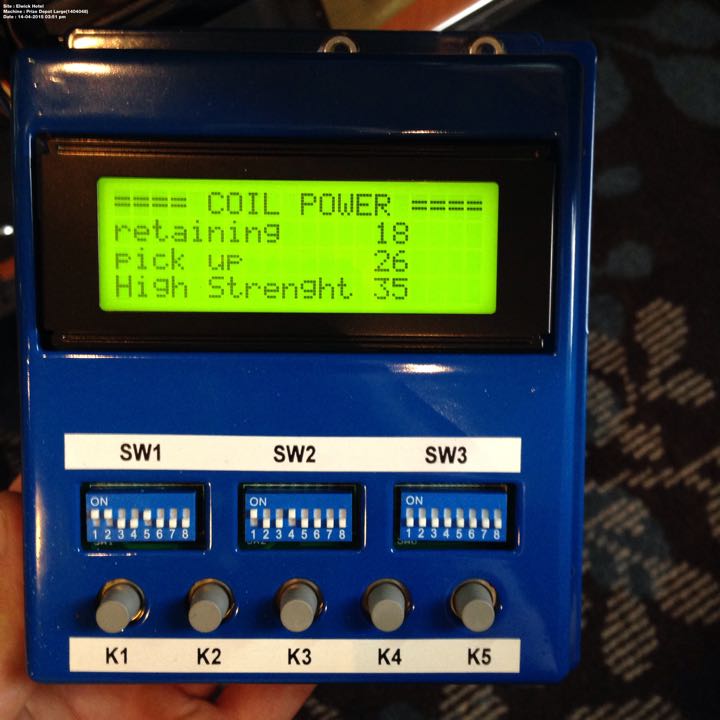 Site : Elwick Hotel
Machine : Prize Depot Large(1404048)
Date : 14-04-2015 03:51 pm
==== COIL POWER ====
retaining 18
pick up 26
High Strenght 35
SW1 SW2 SW3
ON ON ON
1 2 3 4 5 6 7 8 1 2 3 4 5 6 7 8 1 2 3 4 5 6 7 8
SW1 SW2
K1 K2 K3 K4 K5